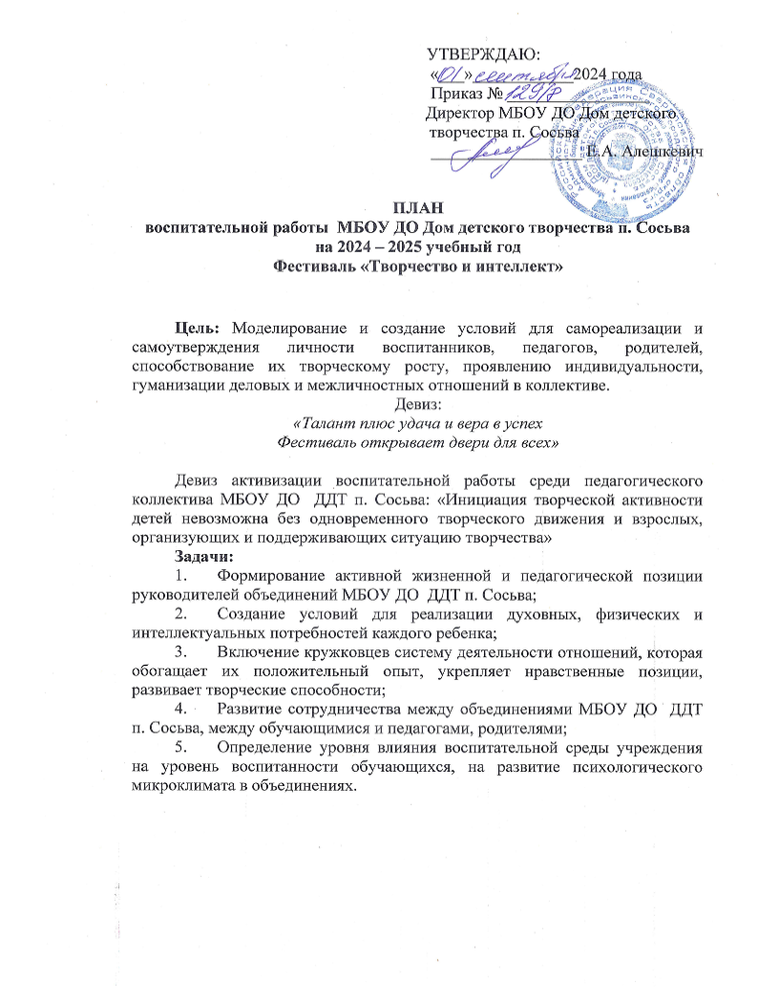 УТВЕРЖДАЮ:
«01» сентября 2024 года
Приказ № 129/8
Директор МБОУ ДО Дом детского
творчества п. Сосьва
Е.А. Алешкевич
ПЛАН
воспитательной работы МБОУ ДО Дом детского творчества п. Сосьва
на 2024 – 2025 учебный год
Фестиваль «Творчество и интеллект»
Цель: Моделирование и создание условий для самореализации и
самоутверждения личности воспитанников, педагогов, родителей,
способствование их творческому росту, проявлению индивидуальности,
гуманизации деловых и межличностных отношений в коллективе.
Девиз:
«Талант плюс удача и вера в успех
Фестиваль открывает двери для всех»
Девиз активизации воспитательной работы среди педагогического
коллектива МБОУ ДО ДДТ п. Сосьва: «Инициация творческой активности
детей невозможна без одновременного творческого движения и взрослых,
организующих и поддерживающих ситуацию творчества»
Задачи:
1. Формирование активной жизненной и педагогической позиции
руководителей объединений МБОУ ДО ДДТ п. Сосьва;
2. Создание условий для реализации духовных, физических и
интеллектуальных потребностей каждого ребенка;
3. Включение кружковцев систему деятельности отношений, которая
обогащает их положительный опыт, укрепляет нравственные позиции,
развивает творческие способности;
4. Развитие сотрудничества между объединениями МБОУ ДО ДДТ
п. Сосьва, между обучающимися и педагогами, родителями;
5. Определение уровня влияния воспитательной среды учреждения
на уровень воспитанности обучающихся, на развитие психологического
микроклимата в объединениях.